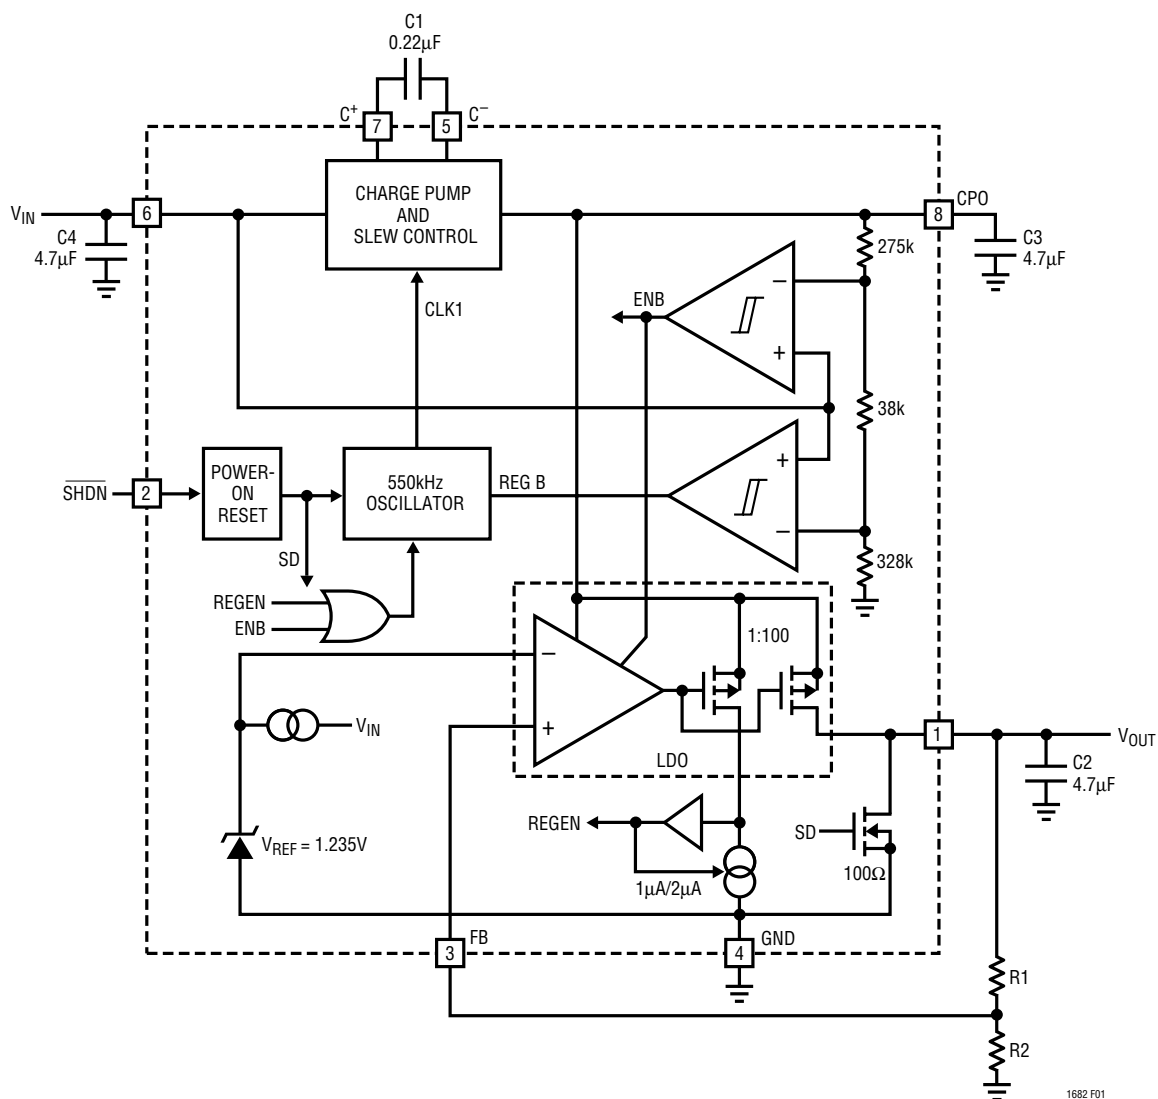 C1
0.22µF
C+
7
5
C−
CHARGE PUMP
AND
SLEW CONTROL
VIN
6
8
CPO
C4
4.7µF
C3
4.7µF
275k
−
ENB
+
CLK1
38k
SHDN
2
POWER-
ON
RESET
550kHz
OSCILLATOR
REG B
+
−
SD
328k
REGEN
ENB
1:100
−
+
VIN
LDO
1
VOUT
C2
4.7µF
REGEN
SD
VREF = 1.235V
1µA/2µA
100Ω
FB
3
4
GND
R1
R2
1682 F01